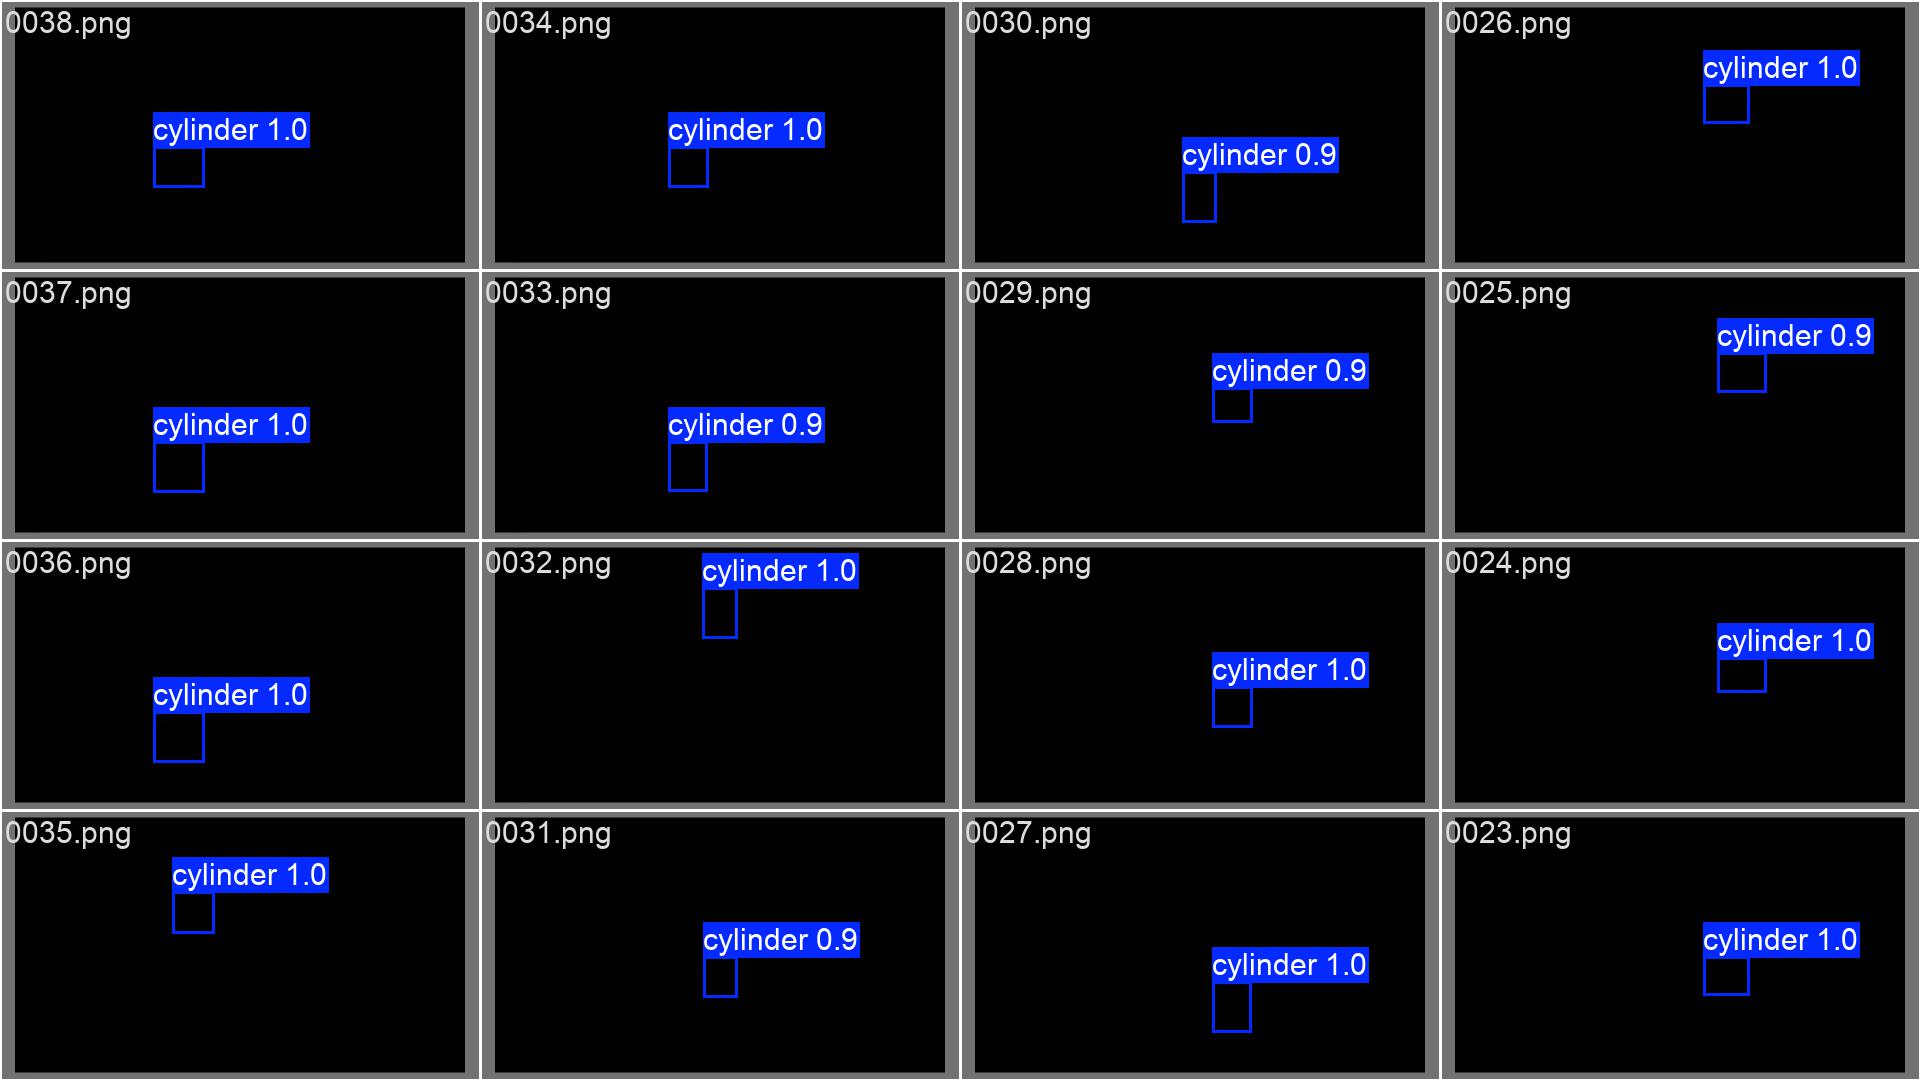 0038.png
cylinder 1.0
0034.png
cylinder 1.0
0030.png
cylinder 0.9
0026.png
cylinder 1.0
0037.png
cylinder 1.0
0033.png
cylinder 0.9
0029.png
cylinder 0.9
0025.png
cylinder 0.9
0036.png
cylinder 1.0
0032.png
cylinder 1.0
0028.png
cylinder 1.0
0024.png
cylinder 1.0
0035.png
cylinder 1.0
0031.png
cylinder 0.9
0027.png
cylinder 1.0
0023.png
cylinder 1.0